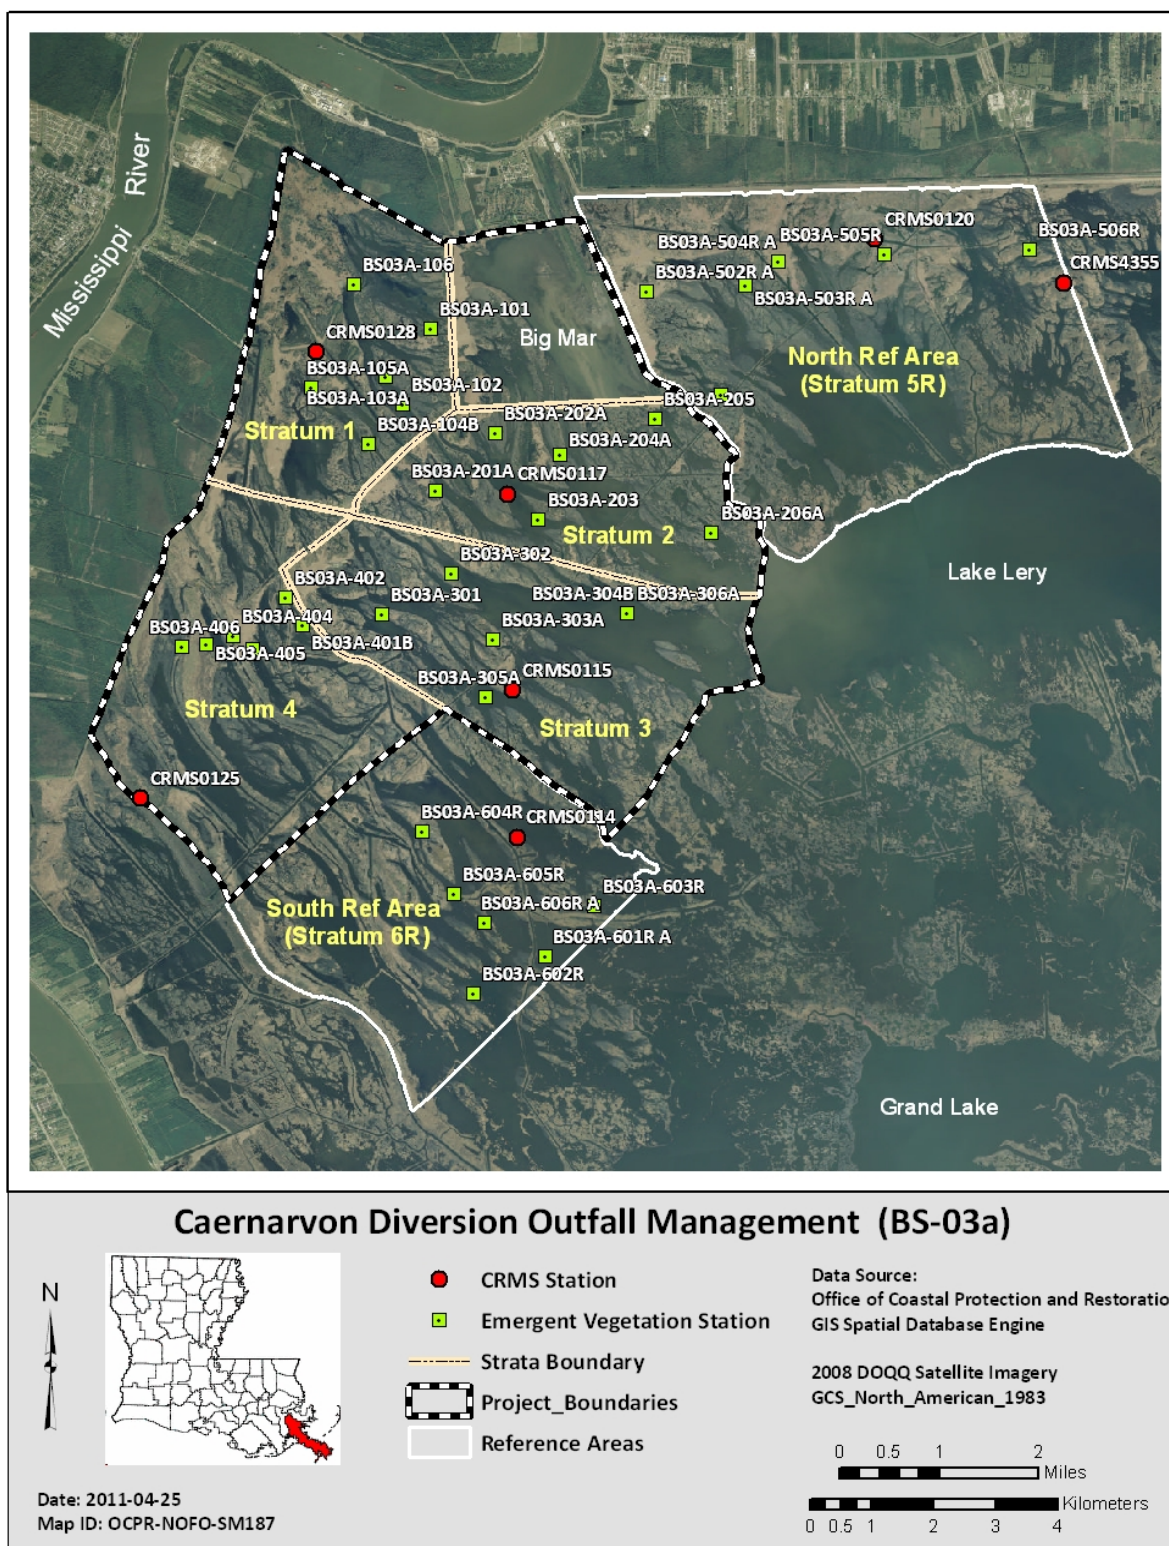 Mississippi River
BS03A-504R A
BS03A-505R
CRMS0120
BS03A-506R
BS03A-502R A
CRMS4355
BS03A-503R A
BS03A-106
BS03A-101
CRMS0128
Big Mar
North Ref Area
(Stratum 5R)
BS03A-105A
BS03A-102
BS03A-103A
BS03A-202A
BS03A-205
BS03A-104B
Stratum 1
BS03A-204A
BS03A-201A
CRMS0117
BS03A-203
BS03A-206A
Stratum 2
BS03A-302
Lake Lery
BS03A-402
BS03A-301
BS03A-304B
BS03A-306A
BS03A-404
BS03A-303A
BS03A-406
BS03A-401B
BS03A-405
BS03A-305A
CRMS0115
Stratum 4
Stratum 3
CRMS0125
BS03A-604R
CRMS0114
BS03A-605R
BS03A-603R
South Ref Area
(Stratum 6R)
BS03A-606R A
BS03A-601R A
BS03A-602R
Grand Lake
Caernarvon Diversion Outfall Management (BS-03a)
N
CRMS Station
Emergent Vegetation Station
Strata Boundary
Project_Boundaries
Reference Areas
Data Source:
Office of Coastal Protection and Restoratio
GIS Spatial Database Engine
2008 DOQQ Satellite Imagery
GCS_North_American_1983
0 0.5 1 2
Miles
Kilometers
0 0.5 1 2 3 4
Date: 2011-04-25
Map ID: OCPR-NOFO-SM187